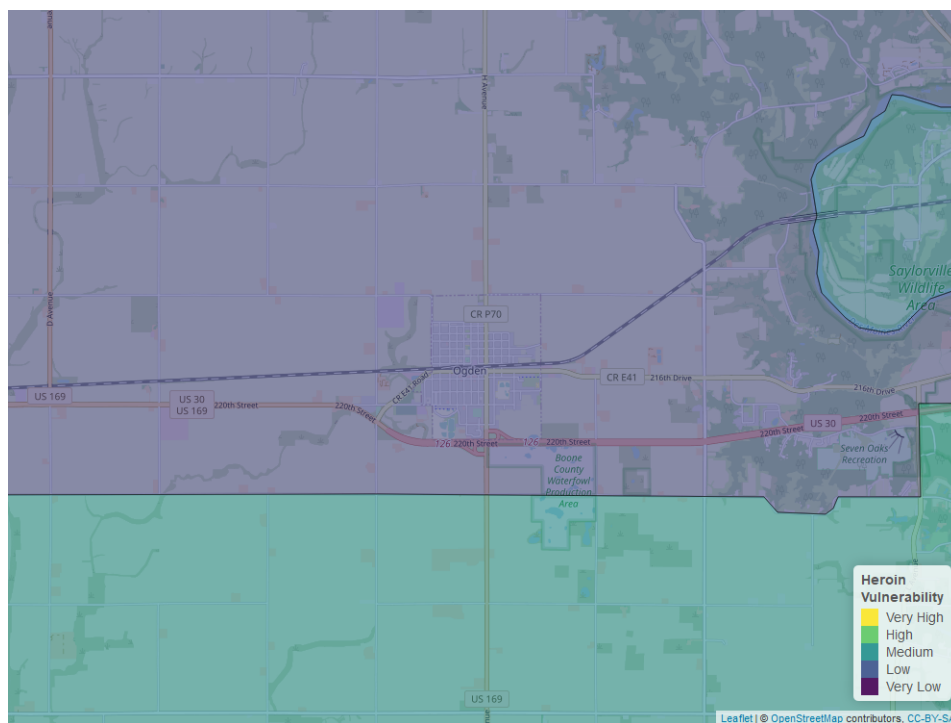 Avenue
D Avenue
H Avenue
CR P70
Ogden
CR E41 Road
CR E41
216th Drive
216th Drive
Saylorville
Wildlife
Area
US 169
US 30
US 169
220th Street
220th Street
126
220th Street
126
220th Street
US 30
220th Street
220th Street
Seven Oaks
Recreation
Boone
County
Waterfowl
Production
Area
US 169
Heroin
Vulnerability
Very High
High
Medium
Low
Very Low
Leaflet | © OpenStreetMap contributors, CC-BY-S